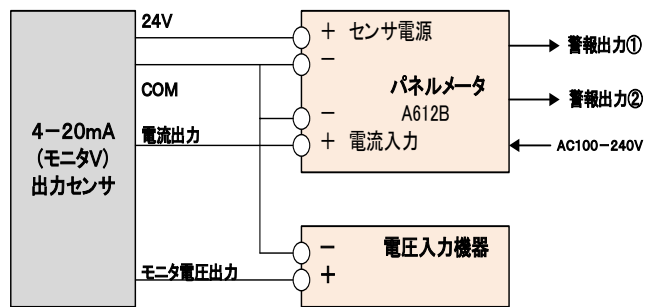 24V
COM
電流出力
モニタ電圧出力
4－20mA
(モニタV)
出力センサ
＋ センサ電源
－
パネルメータ
A612B
－
＋ 電流入力
警報出力①
警報出力②
AC100-240V
－ 電圧入力機器
＋